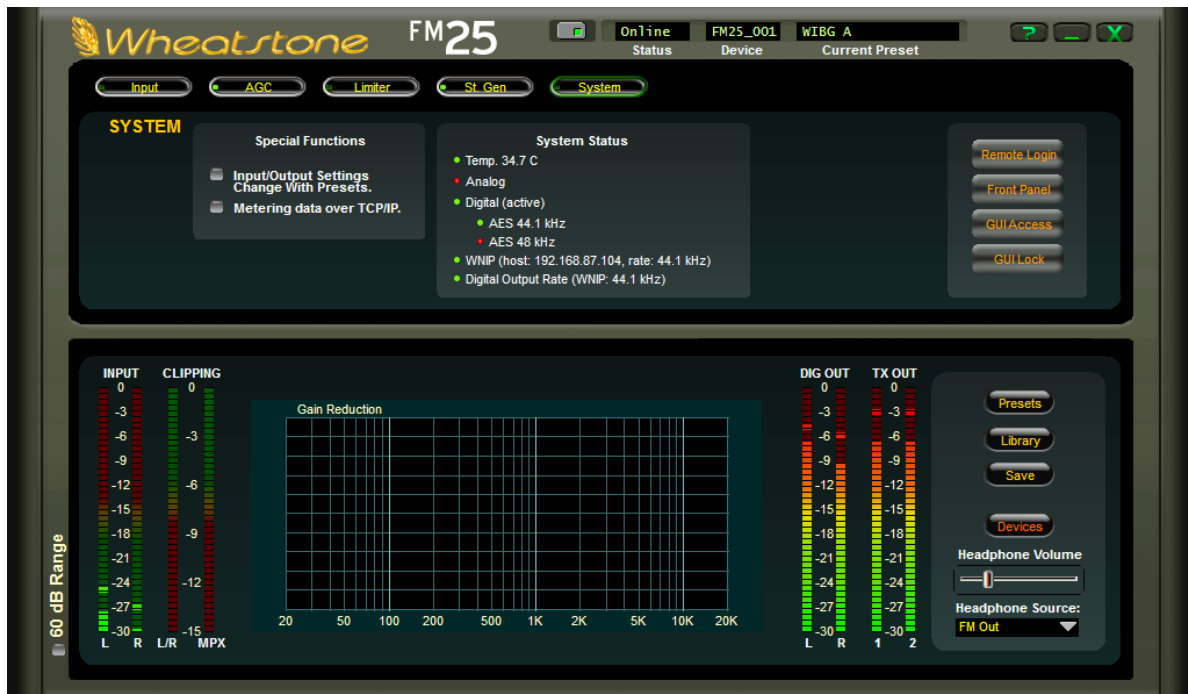 Wheatstone FM25
Online FM25_001 WIBG A
Status Device Current Preset
? _ X
Input AGC Limiter St. Gen System
SYSTEM
Special Functions
Input/Output Settings
Change With Presets.
Metering data over TCP/IP.
System Status
Temp. 34.7 C
Analog
Digital (active)
AES 44.1 kHz
AES 48 kHz
WNIP (host: 192.168.87.104, rate: 44.1 kHz)
Digital Output Rate (WNIP: 44.1 kHz)
Remote Login
Front Panel
GUI Access
GUI Lock
60 dB Range
INPUT
0
-3
-6
-9
-12
-15
-18
-21
-24
-27
-30
L R
CLIPPING
0
-3
-6
-9
-12
-15
L/R MPX
Gain Reduction
20 50 100 200 500 1K 2K 5K 10K 20K
DIG OUT
0
-3
-6
-9
-12
-15
-18
-21
-24
-27
-30
L R
TX OUT
0
-3
-6
-9
-12
-15
-18
-21
-24
-27
-30
1 2
Presets
Library
Save
Devices
Headphone Volume
Headphone Source:
FM Out